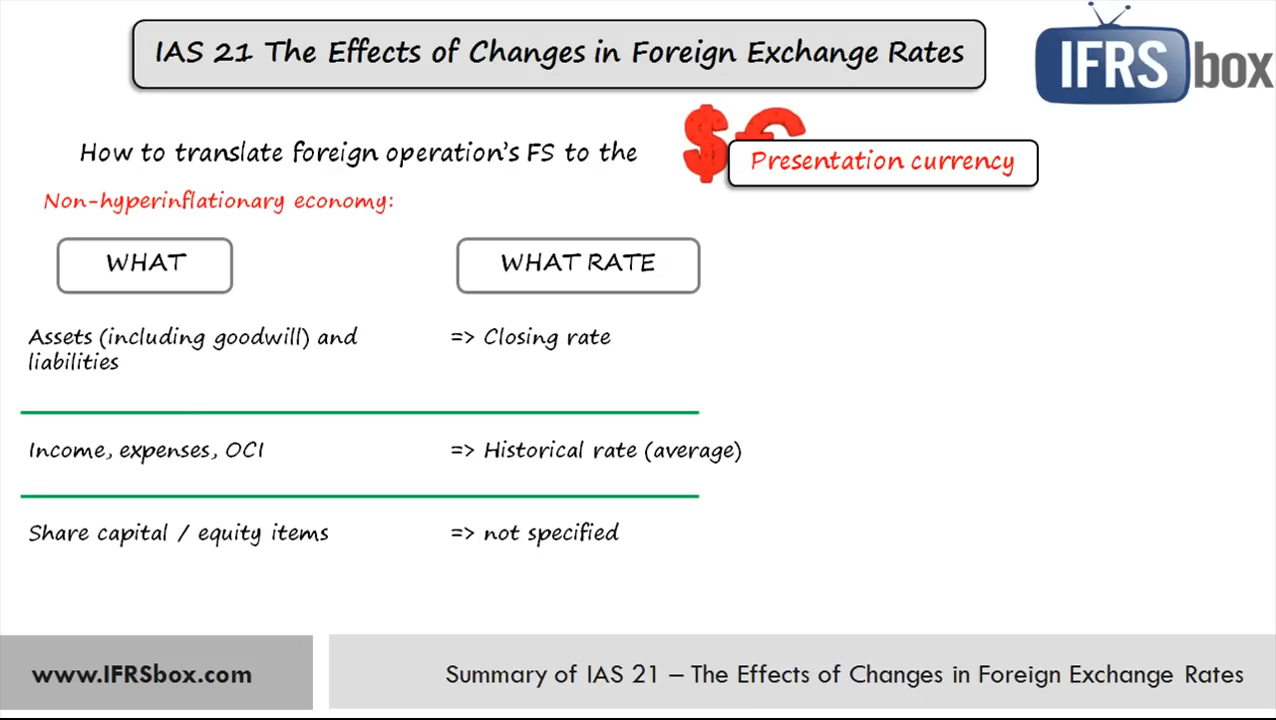 IAS 21 The Effects of Changes in Foreign Exchange Rates
IFRS box
How to translate foreign operation's FS to the
$€
Presentation currency
Non-hyperinflationary economy:
WHAT
WHAT RATE
Assets (including goodwill) and
liabilities
=> Closing rate
Income, expenses, OCI
=> Historical rate (average)
Share capital / equity items
=> not specified
www.IFRSbox.com
Summary of IAS 21 – The Effects of Changes in Foreign Exchange Rates